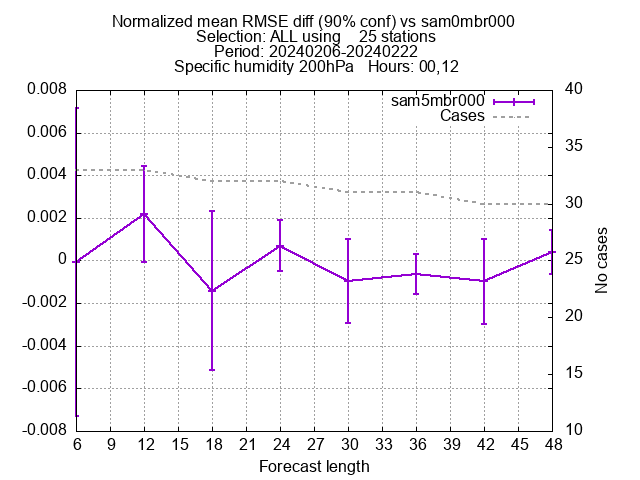 Normalized mean RMSE diff (90% conf) vs sam0mbr000
Selection: ALL using    25 stations
Period: 20240206-20240222
Specific humidity 200hPa   Hours: 00,12
0.008
0.006
0.004
0.002
0
-0.002
-0.004
-0.006
-0.008
sam5mbr000
Cases
40
35
30
25
20
15
10
No cases
6 9 12 15 18 21 24 27 30 33 36 39 42 45 48
Forecast length